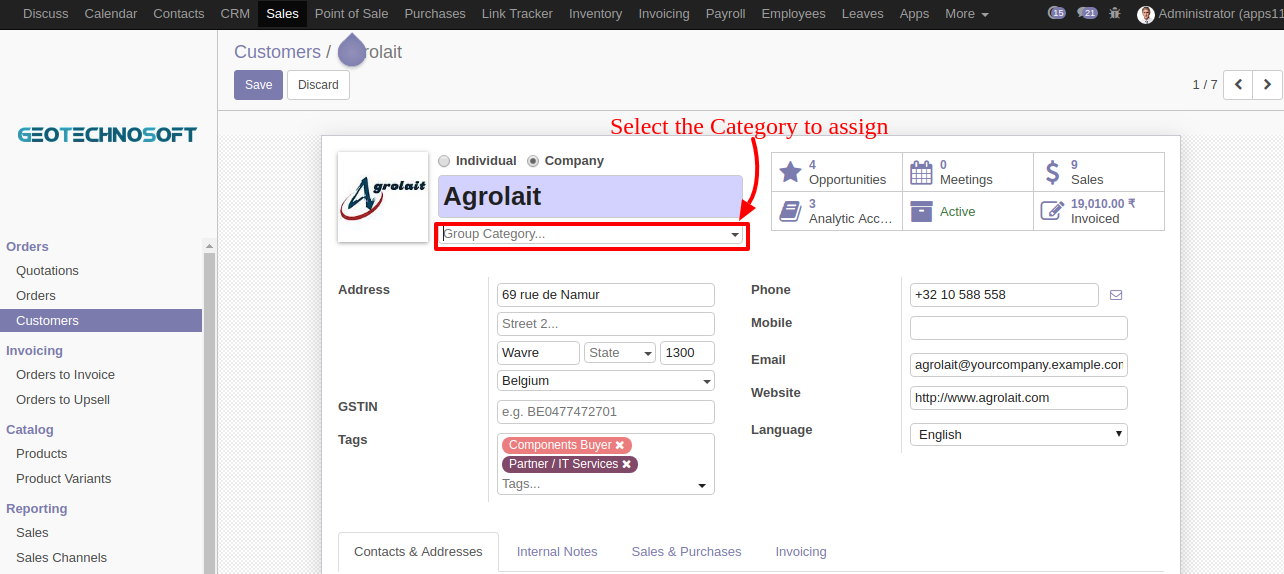 Discuss Calendar Contacts CRM Sales Point of Sale Purchases Link Tracker Inventory Invoicing Payroll Employees Leaves Apps More 15 21 Administrator (apps11
Customers / rolait
Save Discard
1 / 7
GEOTECHNOSOFT
Select the Category to assign
Agrolait
Individual Company
Agrolait
Group Category...
4 Opportunities
0 Meetings
9 Sales
3 Analytic Acc...
Active
19,010.00 ₹ Invoiced
Orders
Quotations
Orders
Customers
Invoicing
Orders to Invoice
Orders to Upsell
Catalog
Products
Product Variants
Reporting
Sales
Sales Channels
Address
69 rue de Namur
Street 2...
Wavre State 1300
Belgium
GSTIN e.g. BE0477472701
Tags
Components Buyer
Partner / IT Services
Tags...
Phone +32 10 588 558
Mobile
Email agrolait@yourcompany.example.com
Website http://www.agrolait.com
Language English
Contacts & Addresses Internal Notes Sales & Purchases Invoicing